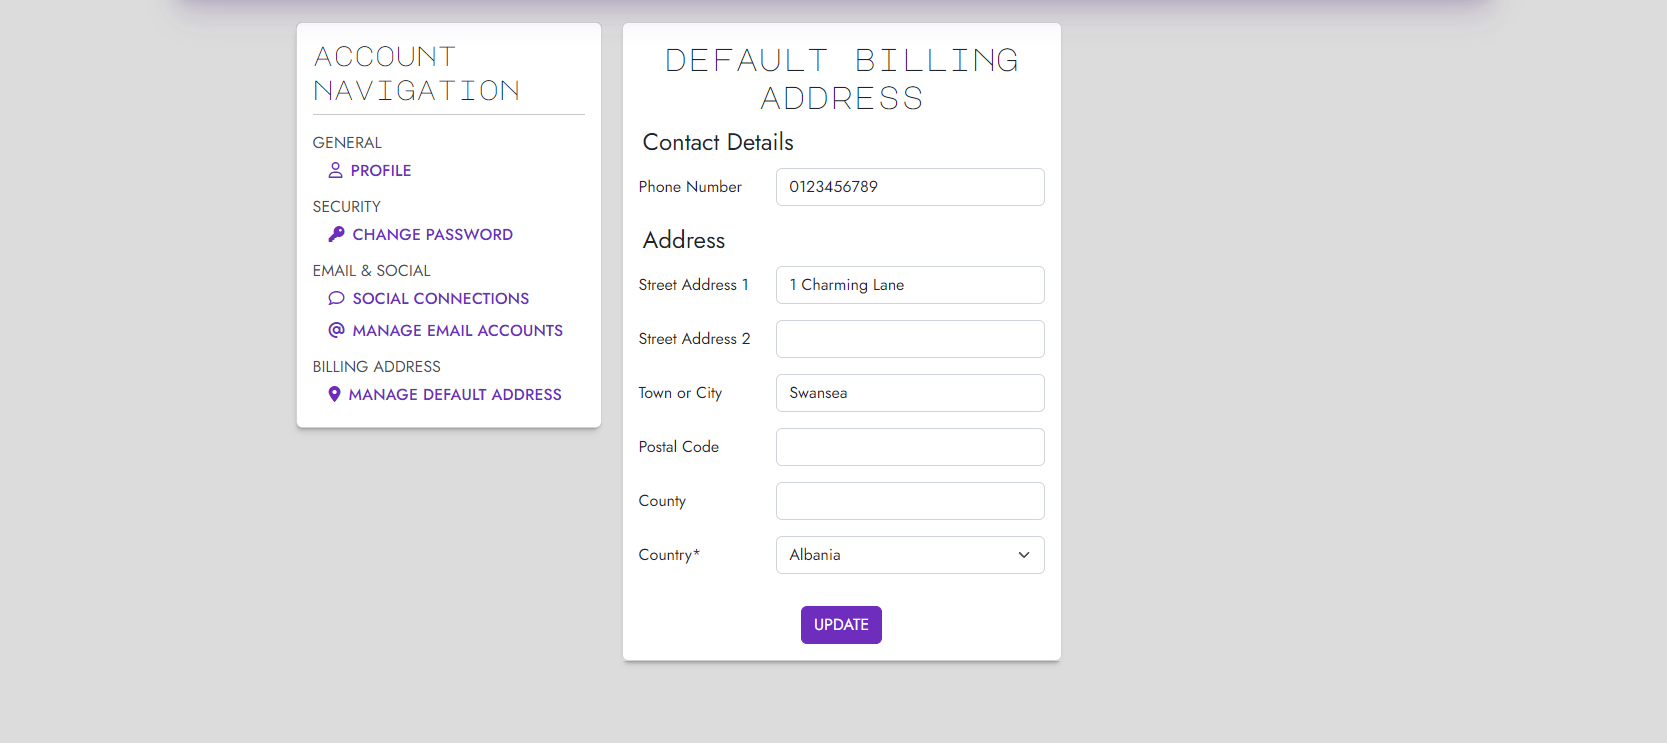 ACCOUNT
NAVIGATION
GENERAL
PROFILE
SECURITY
CHANGE PASSWORD
EMAIL & SOCIAL
SOCIAL CONNECTIONS
MANAGE EMAIL ACCOUNTS
BILLING ADDRESS
MANAGE DEFAULT ADDRESS
DEFAULT BILLING
ADDRESS
Contact Details
Phone Number 0123456789
Address
Street Address 1 1 Charming Lane
Street Address 2
Town or City Swansea
Postal Code
County
Country* Albania
UPDATE